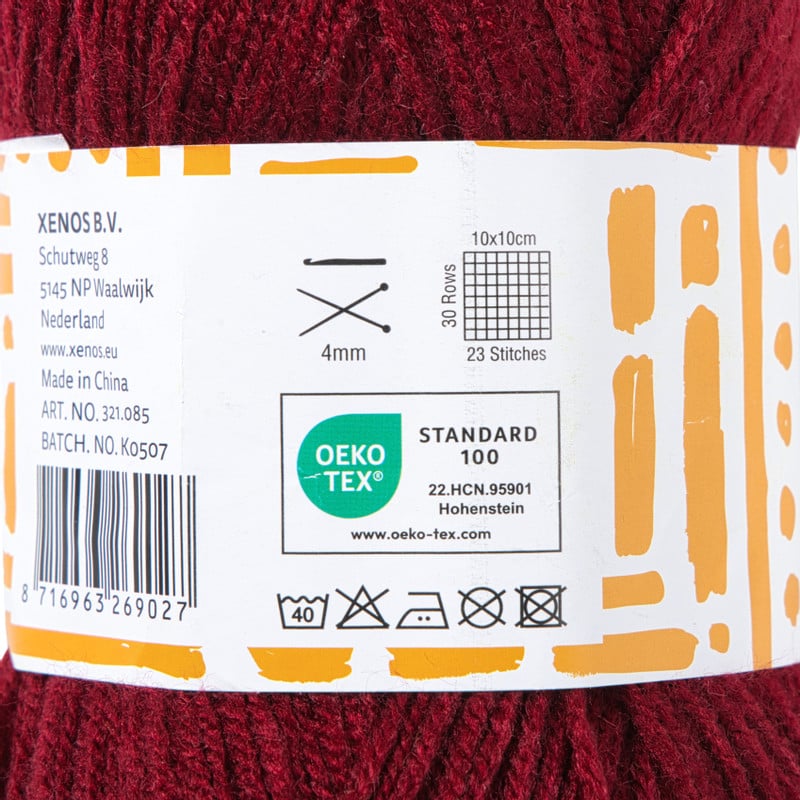 XENOS B.V.
Schutweg 8
5145 NP Waalwijk
Nederland
www.xenos.eu
Made in China
ART. NO. 321.085
BATCH. NO. K0507
8 716963 269027
4mm
10x10cm
30 Rows
23 Stitches
OEKO
TEX®
STANDARD
100
22.HCN.95901
Hohenstein
www.oeko-tex.com
40